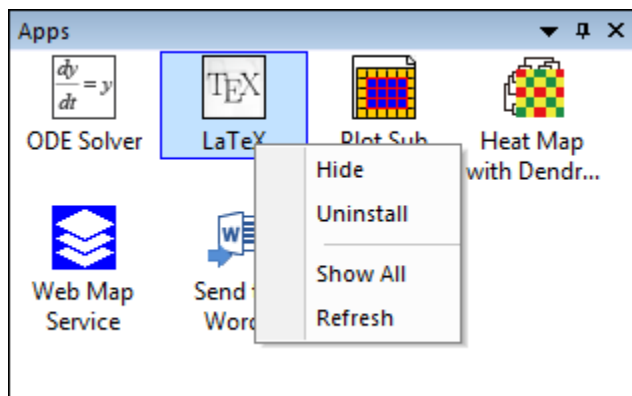 Apps
dy
dt
= y
TEX
ODE Solver
LaTeX
Plot Sub
Heat Map
with Dendr...
Hide
Uninstall
Show All
Refresh
Web Map
Service
W
Send
Word